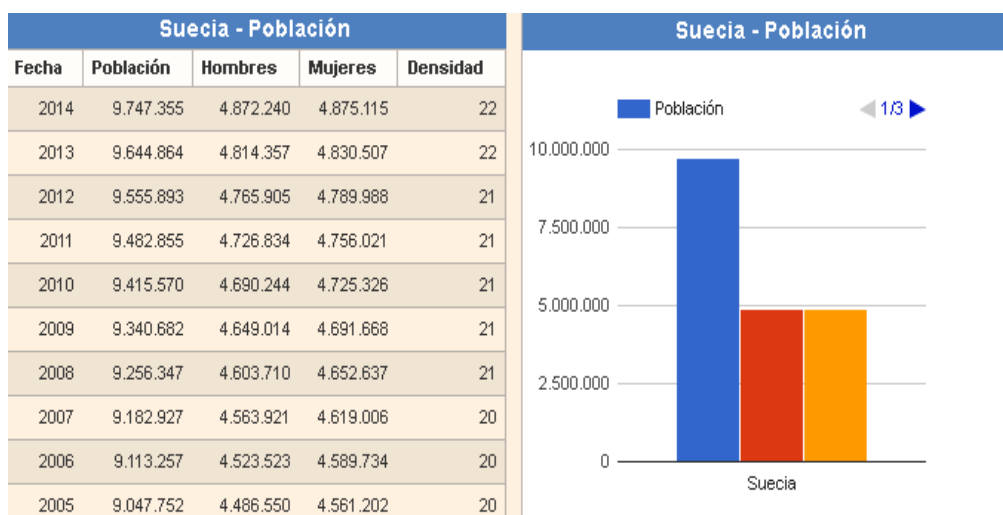 Suecia - Población
Fecha Población Hombres Mujeres Densidad
2014 9.747.355 4.872.240 4.875.115 22
2013 9.644.864 4.814.357 4.830.507 22
2012 9.555.893 4.765.905 4.789.988 21
2011 9.482.855 4.726.834 4.756.021 21
2010 9.415.570 4.690.244 4.725.326 21
2009 9.340.682 4.649.014 4.691.668 21
2008 9.256.347 4.603.710 4.652.637 21
2007 9.182.927 4.563.921 4.619.006 20
2006 9.113.257 4.523.523 4.589.734 20
2005 9.047.752 4.486.550 4.561.202 20
Suecia - Población
Población 1/3
10.000.000
7.500.000
5.000.000
2.500.000
0
Suecia